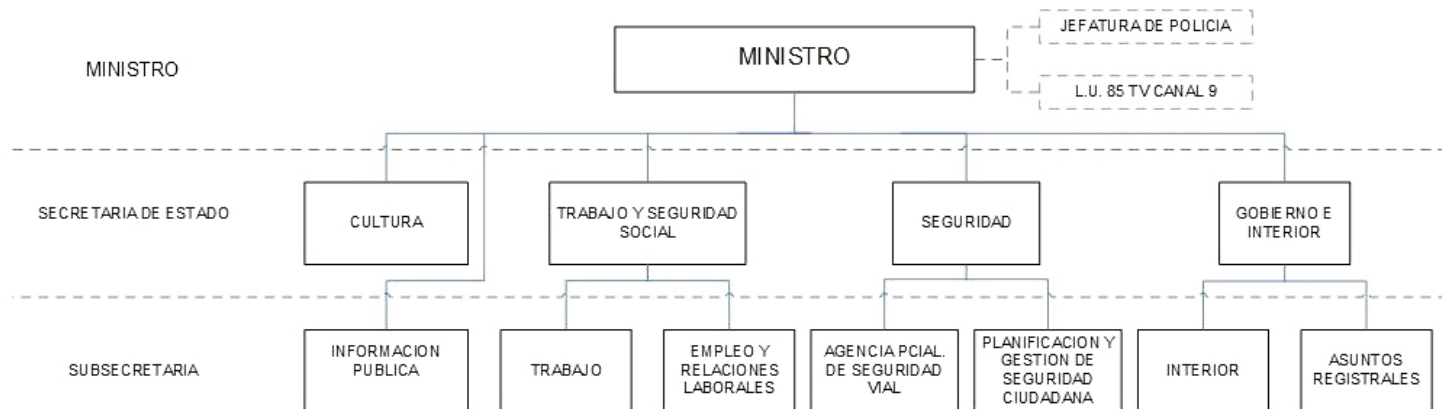 JEFATURA DE POLICIA
MINISTRO
MINISTRO
L.U. 85 TV CANAL 9
SECRETARIA DE ESTADO
CULTURA
TRABAJO Y SEGURIDAD
SOCIAL
SEGURIDAD
GOBIERNO E
INTERIOR
SUBSECRETARIA
INFORMACION
PUBLICA
TRABAJO
EMPLEO Y
RELACIONES
LABORALES
AGENCIA PCIAL.
DE SEGURIDAD
VIAL
PLANIFICACION Y
GESTION DE
SEGURIDAD
CIUDADANA
INTERIOR
ASUNTOS
REGISTRALES